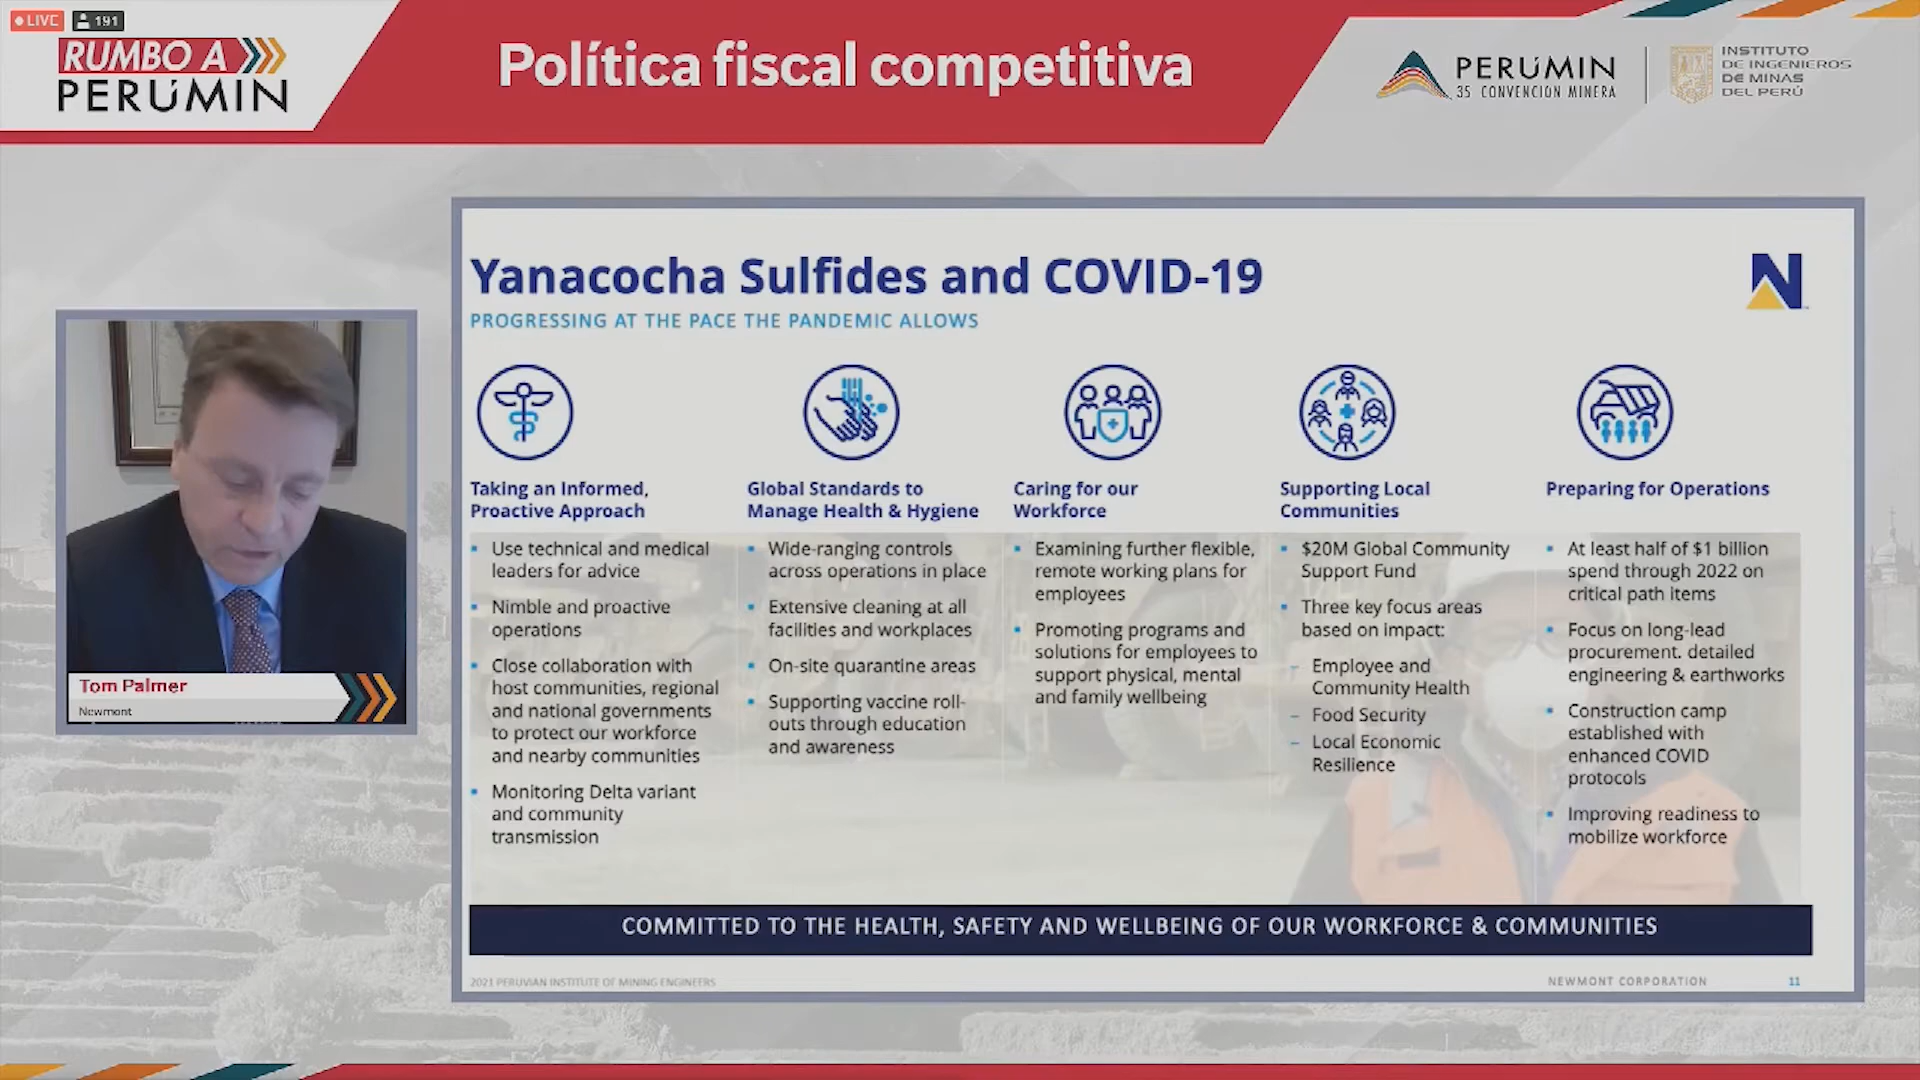 LIVE 191
RUMBO A
PERÚMIN
Política fiscal competitiva
PERÚMIN
35 CONVENCIÓN MINERA
INSTITUTO
DE INGENIEROS
DE MINAS
DEL PERÚ
Yanacocha Sulfides and COVID-19
PROGRESSING AT THE PACE THE PANDEMIC ALLOWS
Taking an Informed,
Proactive Approach
▪ Use technical and medical
leaders for advice
▪ Nimble and proactive
operations
▪ Close collaboration with
host communities, regional
and national governments
to protect our workforce
and nearby communities
▪ Monitoring Delta variant
and community
transmission
Global Standards to
Manage Health & Hygiene
▪ Wide-ranging controls
across operations in place
▪ Extensive cleaning at all
facilities and workplaces
▪ On-site quarantine areas
▪ Supporting vaccine roll-
outs through education
and awareness
Caring for our
Workforce
▪ Examining further flexible,
remote working plans for
employees
▪ Promoting programs and
solutions for employees to
support physical, mental
and family wellbeing
Supporting Local
Communities
▪ $20M Global Community
Support Fund
▪ Three key focus areas
based on impact:
– Employee and
Community Health
– Food Security
– Local Economic
Resilience
Preparing for Operations
▪ At least half of $1 billion
spend through 2022 on
critical path items
▪ Focus on long-lead
procurement. detailed
engineering & earthworks
▪ Construction camp
established with
enhanced COVID
protocols
▪ Improving readiness to
mobilize workforce
COMMITTED TO THE HEALTH, SAFETY AND WELLBEING OF OUR WORKFORCE & COMMUNITIES
2021 PERUVIAN INSTITUTE OF MINING ENGINEERS
NEWMONT CORPORATION 11
Tom Palmer
Newmont